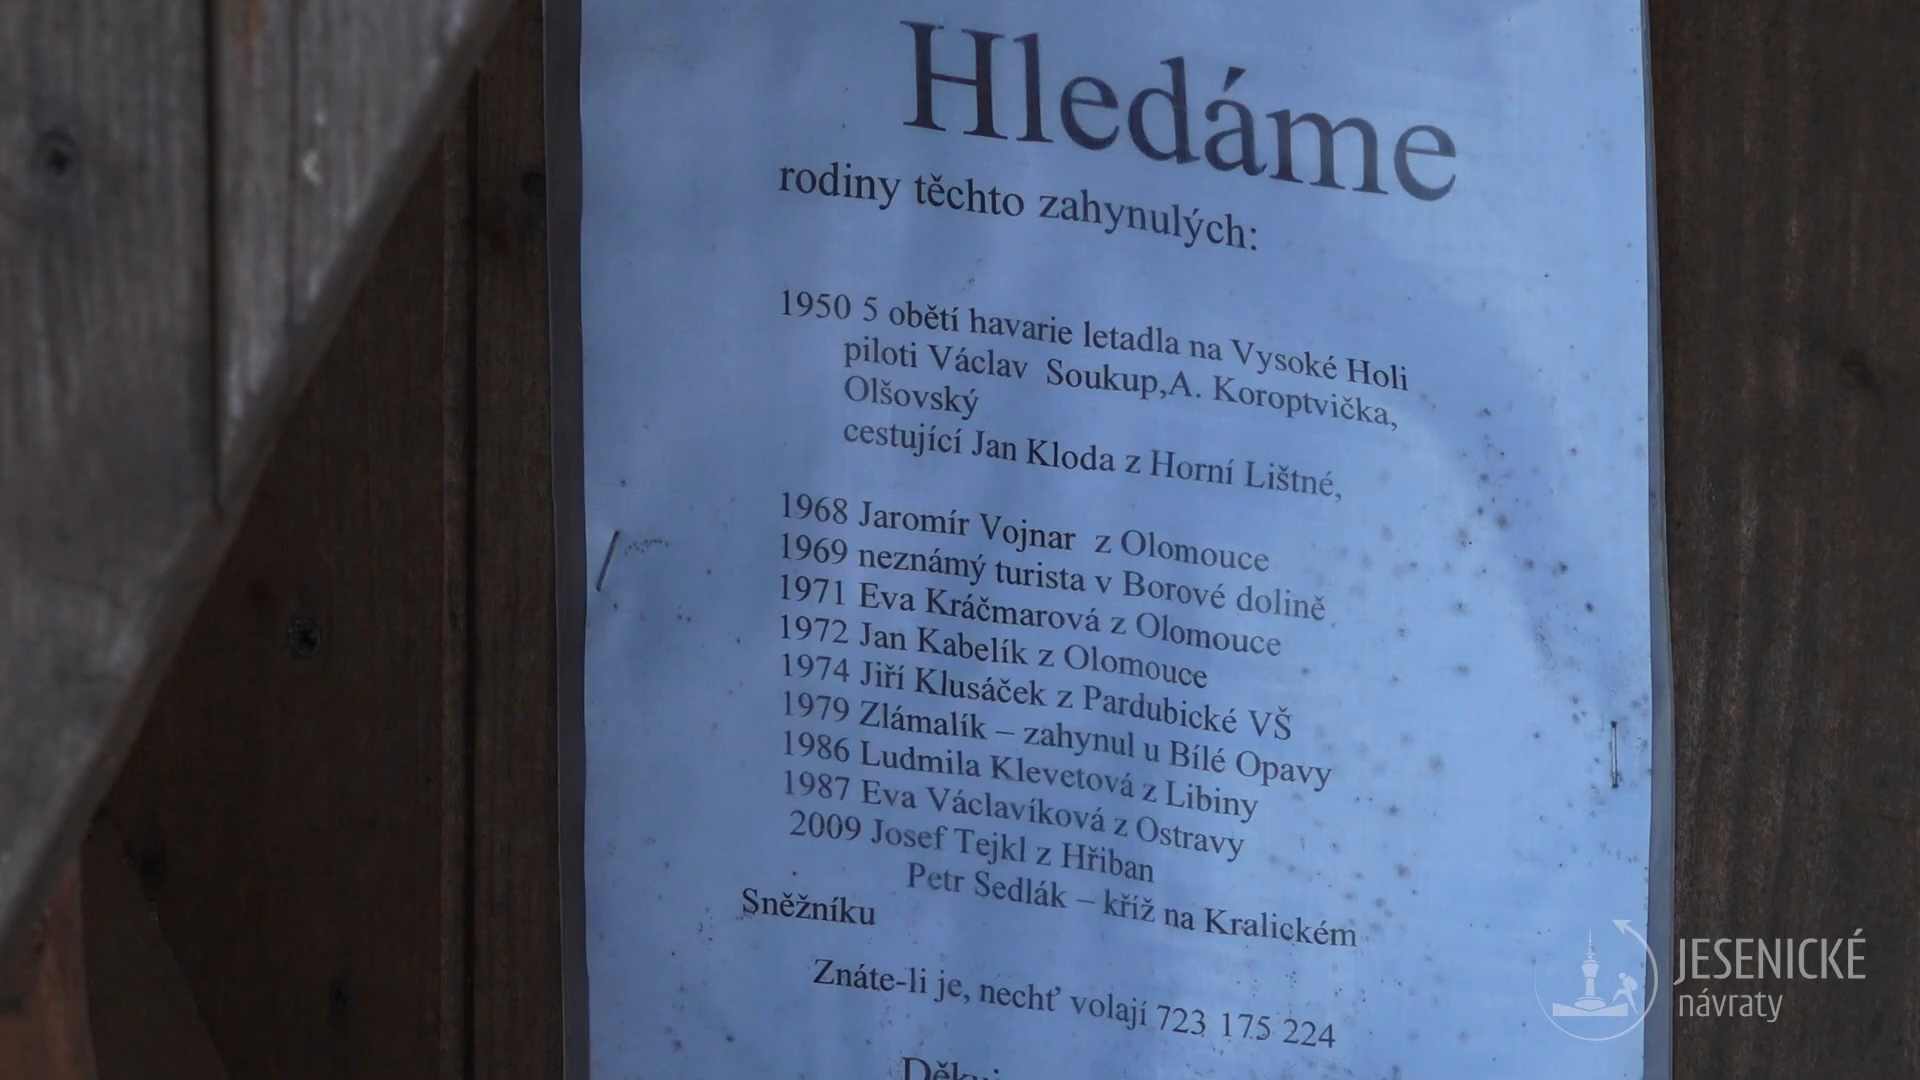 Hledáme
rodiny těchto zahynulých:
1950 5 obětí havarie letadla na Vysoké Holi
piloti Václav Soukup,A. Koroptvička,
Olšovský
cestující Jan Kloda z Horní Lištné,
1968 Jaromír Vojnar z Olomouce
1969 neznámý turista v Borové dolině
1971 Eva Kráčmarová z Olomouce
1972 Jan Kabelík z Olomouce
1974 Jiří Klusáček z Pardubické VŠ
1979 Zlámalík – zahynul u Bílé Opavy
1986 Ludmila Klevetová z Libiny
1987 Eva Václavíková z Ostravy
2009 Josef Tejkl z Hřiban
Petr Sedlák – kříž na Kralickém
Sněžníku
Znáte-li je, nechť volají 723 175 224
JESENICKÉ
návraty